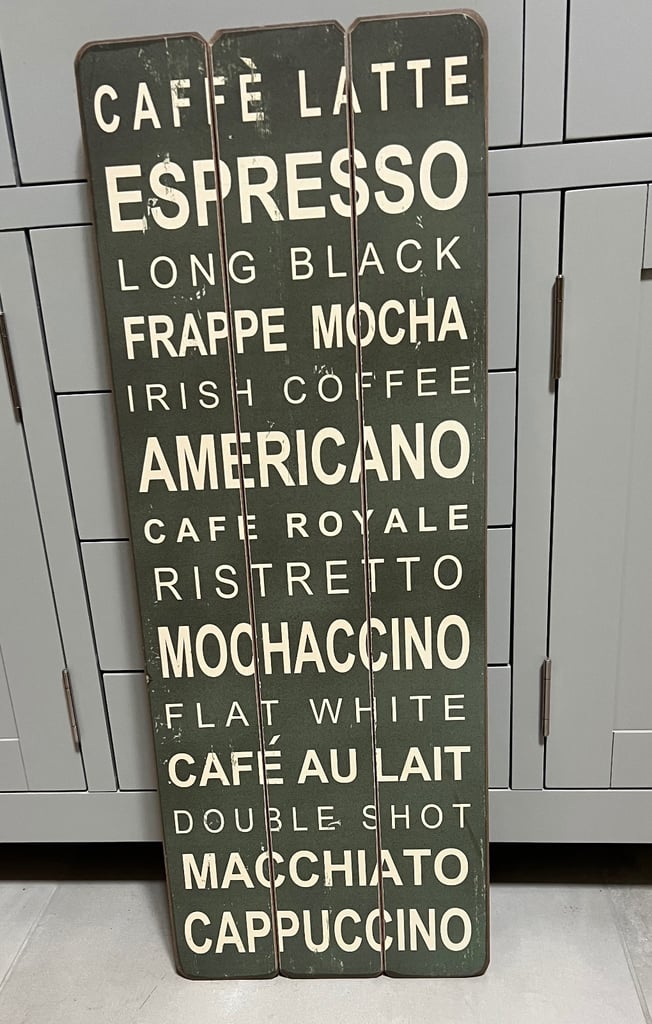 CAFFÈ LATTE
ESPRESSO
LONG BLACK
FRAPPE MOCHA
IRISH COFFEE
AMERICANO
CAFE ROYALE
RISTRETTO
MOCHACCINO
FLAT WHITE
CAFÉ AU LAIT
DOUBLE SHOT
MACCHIATO
CAPPUCCINO